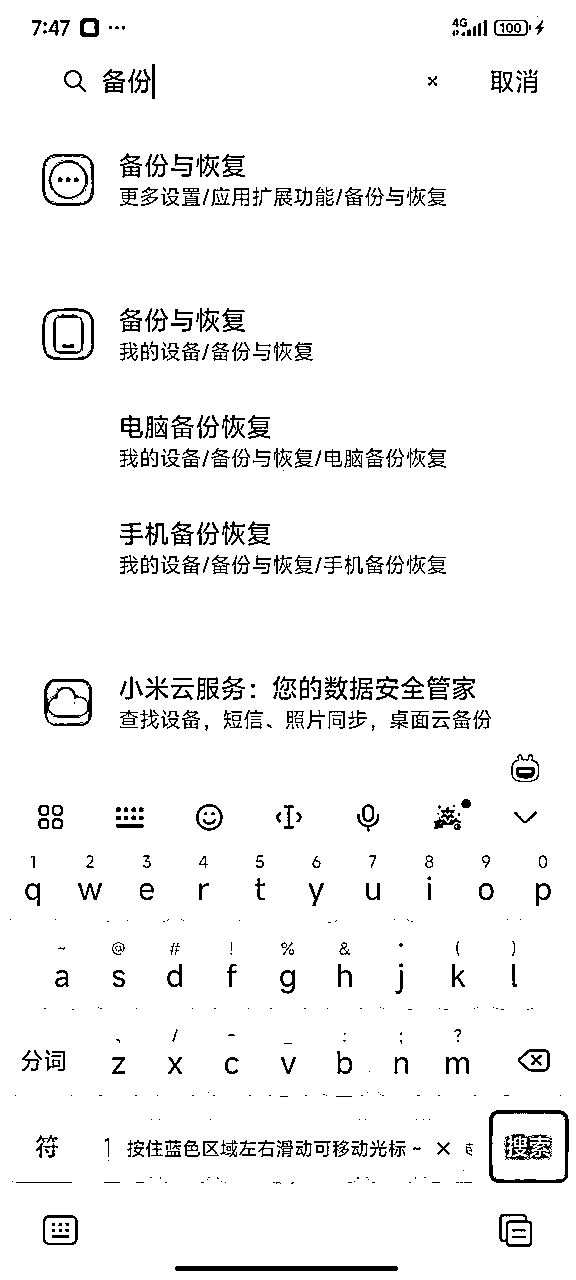 7:47 ··· 4G 100
备份 × 取消
备份与恢复
更多设置/应用扩展功能/备份与恢复
备份与恢复
我的设备/备份与恢复
电脑备份恢复
我的设备/备份与恢复/电脑备份恢复
手机备份恢复
我的设备/备份与恢复/手机备份恢复
小米云服务：您的数据安全管家
查找设备，短信、照片同步，桌面云备份
1 2 3 4 5 6 7 8 9 0
q w e r t y u i o p
~ @ # ! % & * ( )
a s d f g h j k l
、 / - _ : ; ?
分词 z x c v b n m
符 按住蓝色区域左右滑动可移动光标 ~ × 搜索